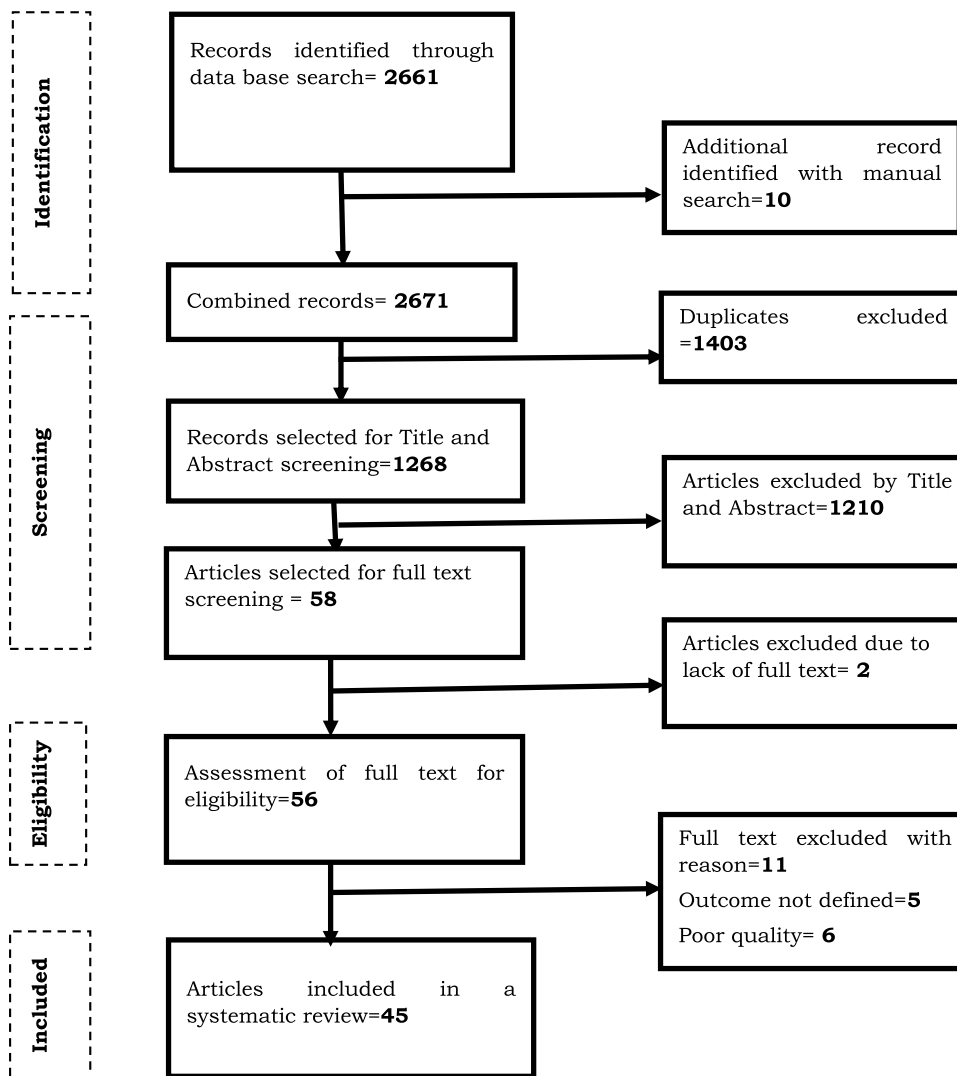 Identification
Records identified through
data base search= 2661
Additional record
identified with manual
search=10
Combined records= 2671
Screening
Duplicates excluded
=1403
Records selected for Title and
Abstract screening=1268
Articles excluded by Title
and Abstract=1210
Articles selected for full text
screening = 58
Articles excluded due to
lack of full text= 2
Eligibility
Assessment of full text for
eligibility=56
Full text excluded with
reason=11
Outcome not defined=5
Poor quality= 6
Included
Articles included in a
systematic review=45